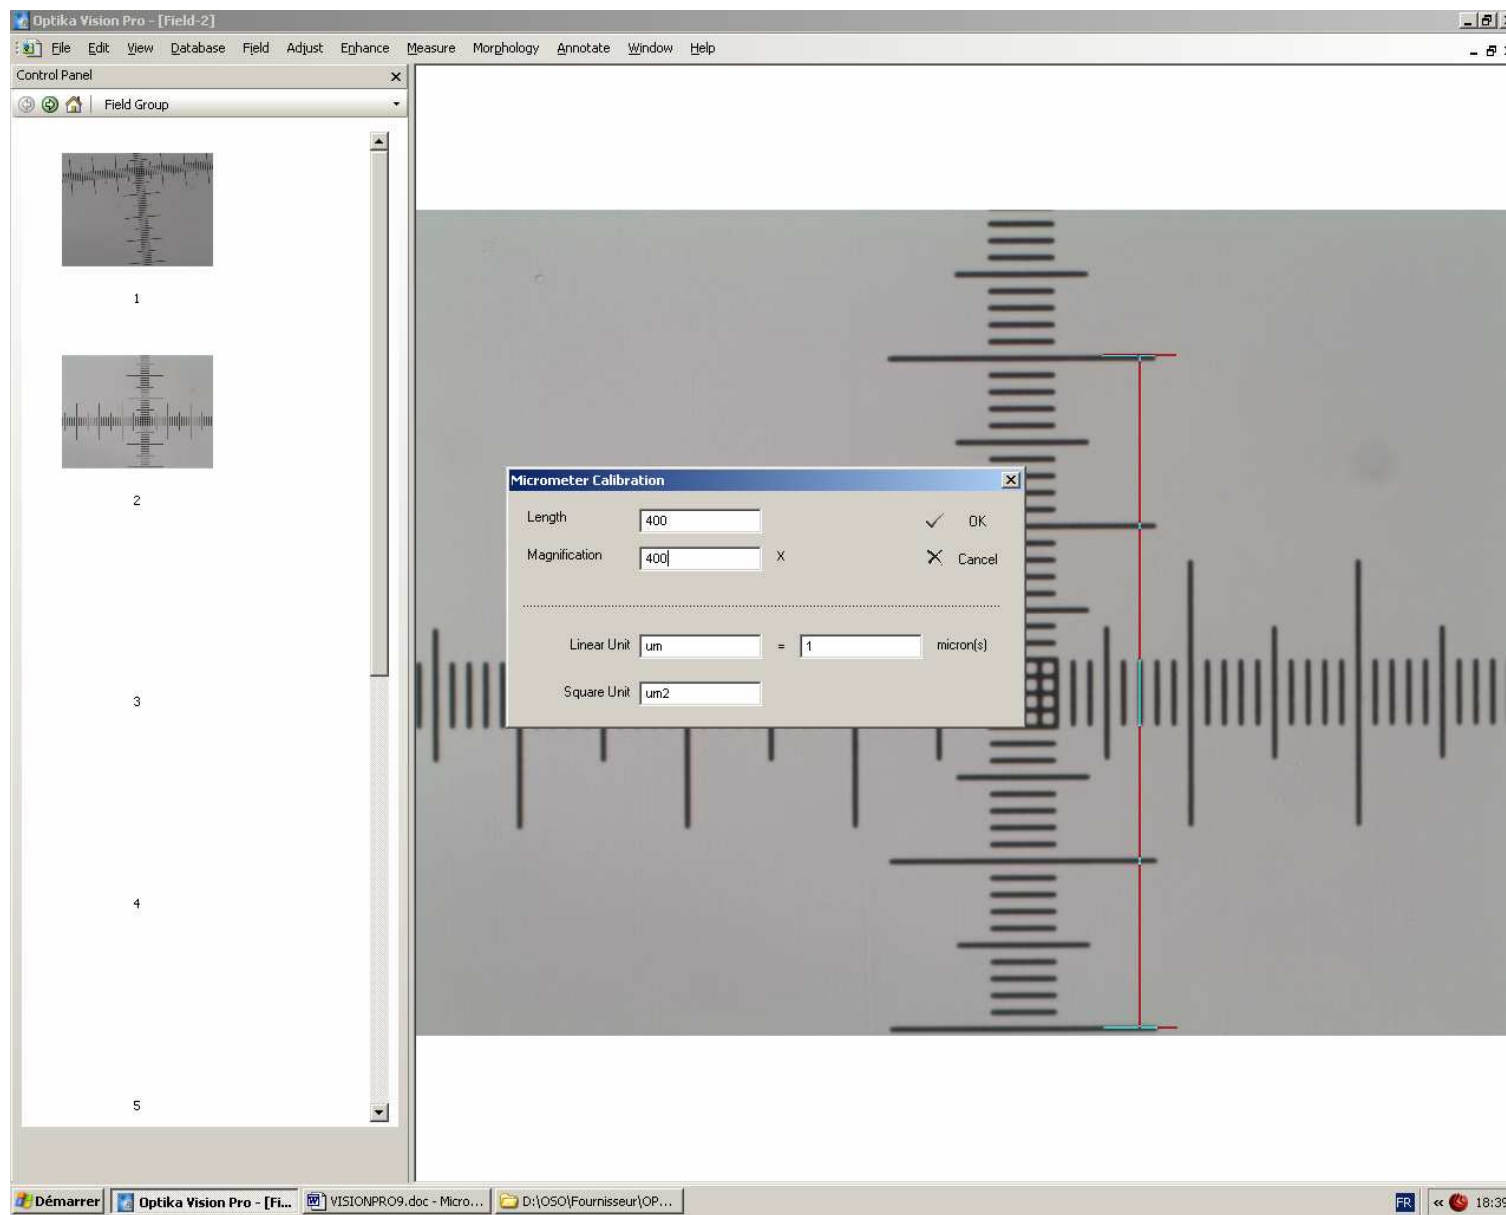 Optika Vision Pro - [Field-2]
File Edit View Database Field Adjust Enhance Measure Morphology Annotate Window Help
Control Panel
Field Group
1
2
3
4
5
Micrometer Calibration
Length 400 OK
Magnification 400 X Cancel
Linear Unit um = 1 micron(s)
Square Unit um2
Démarrer Optika Vision Pro - [Fi... VISIONPRO9.doc - Micro... D:\OSO\Fournisseur\OP... FR « 18:39